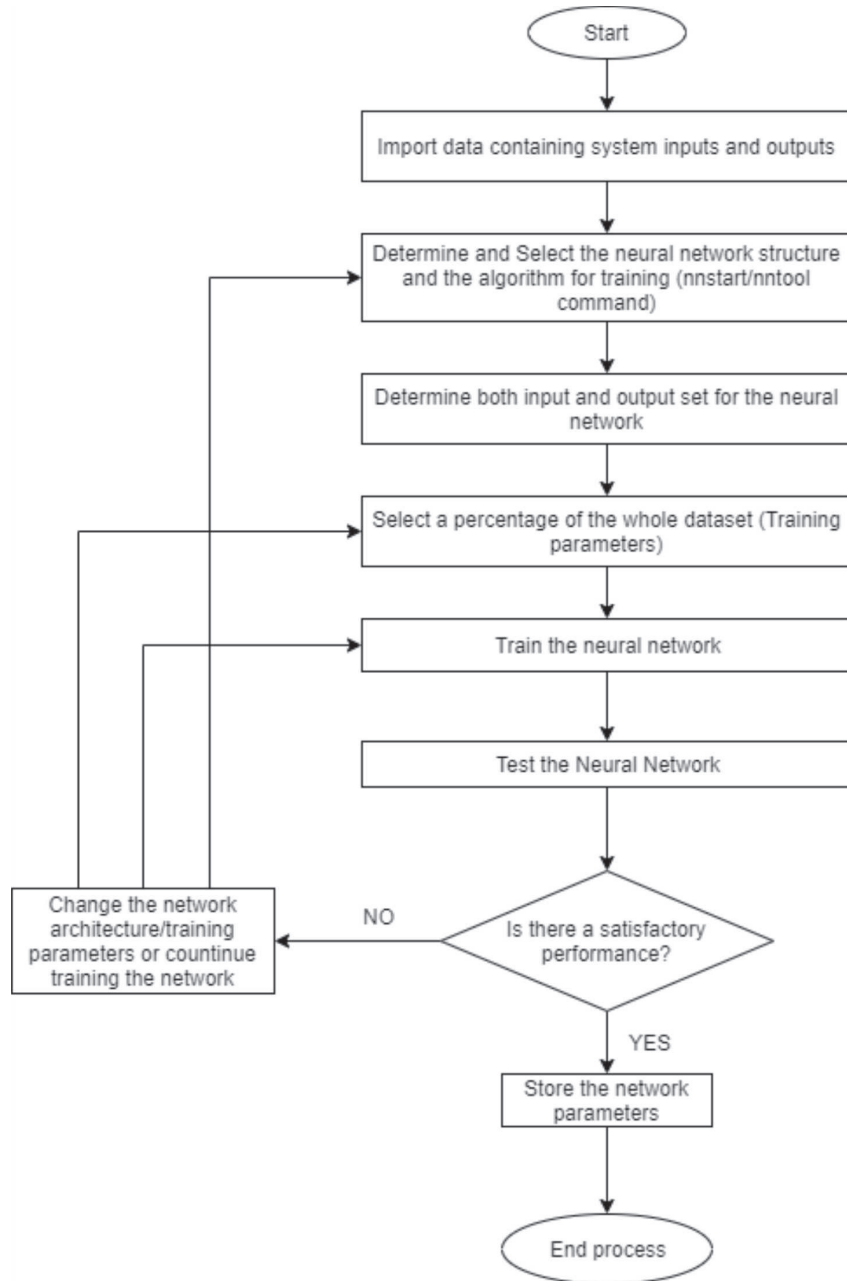 Start
Import data containing system inputs and outputs
Determine and Select the neural network structure
and the algorithm for training (nnstart/nntool
command)
Determine both input and output set for the neural
network
Select a percentage of the whole dataset (Training
parameters)
Train the neural network
Test the Neural Network
Is there a satisfactory
performance?
NO
Change the network
architecture/training
parameters or countinue
training the network
YES
Store the network
parameters
End process